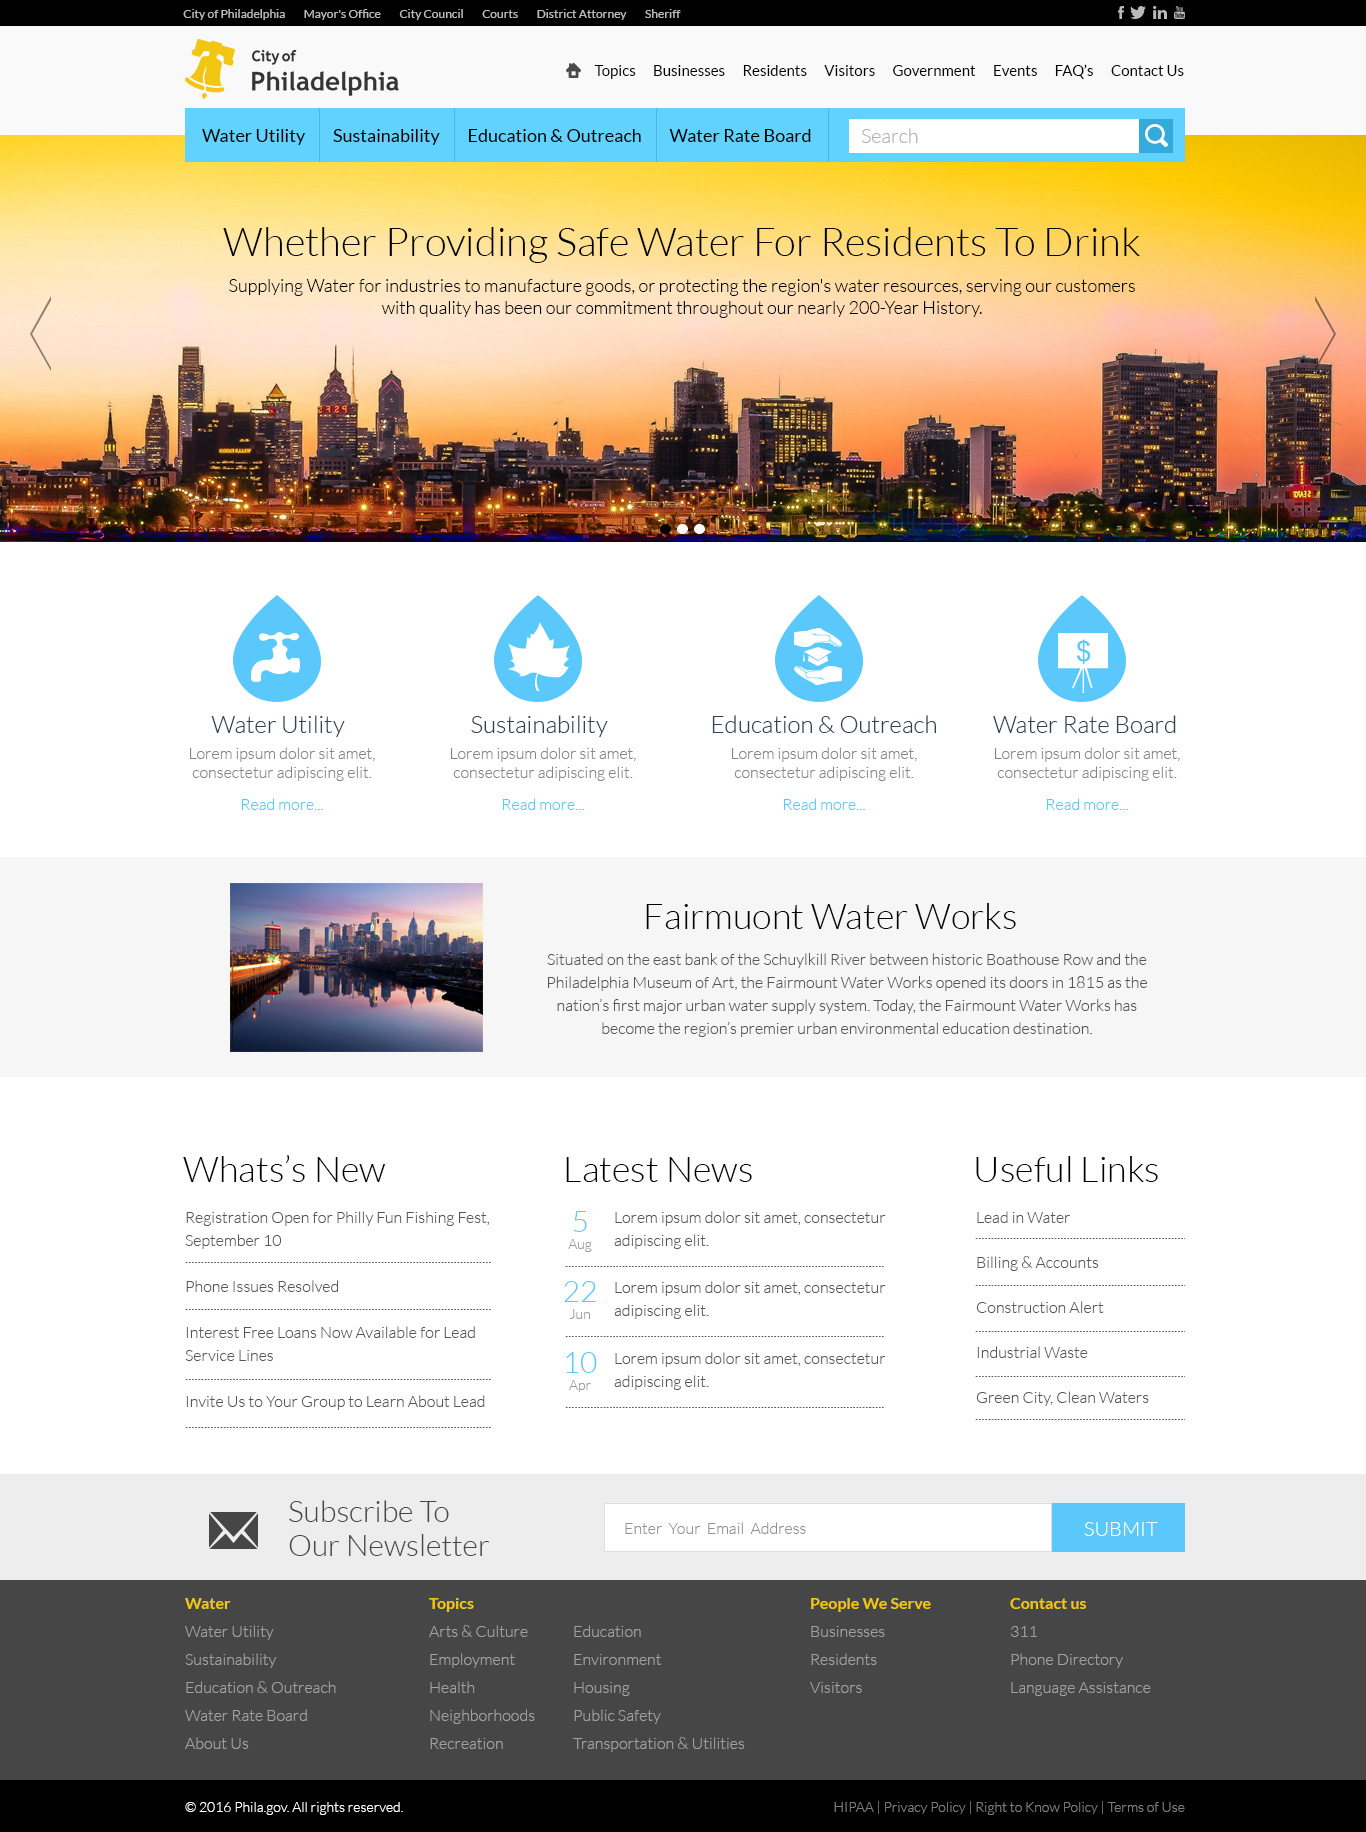 City of Philadelphia Mayor's Office City Council Courts District Attorney Sheriff
City of
Philadelphia
Topics Businesses Residents Visitors Government Events FAQ's Contact Us
Water Utility Sustainability Education & Outreach Water Rate Board Search
Whether Providing Safe Water For Residents To Drink
Supplying Water for industries to manufacture goods, or protecting the region's water resources, serving our customers
with quality has been our commitment throughout our nearly 200-Year History.
Water Utility
Lorem ipsum dolor sit amet,
consectetur adipiscing elit.
Read more...
Sustainability
Lorem ipsum dolor sit amet,
consectetur adipiscing elit.
Read more...
Education & Outreach
Lorem ipsum dolor sit amet,
consectetur adipiscing elit.
Read more...
$
Water Rate Board
Lorem ipsum dolor sit amet,
consectetur adipiscing elit.
Read more...
Fairmuont Water Works
Situated on the east bank of the Schuylkill River between historic Boathouse Row and the
Philadelphia Museum of Art, the Fairmount Water Works opened its doors in 1815 as the
nation’s first major urban water supply system. Today, the Fairmount Water Works has
become the region’s premier urban environmental education destination.
Whats’s New
Registration Open for Philly Fun Fishing Fest,
September 10
Phone Issues Resolved
Interest Free Loans Now Available for Lead
Service Lines
Invite Us to Your Group to Learn About Lead
Latest News
5
Aug
Lorem ipsum dolor sit amet, consectetur
adipiscing elit.
22
Jun
Lorem ipsum dolor sit amet, consectetur
adipiscing elit.
10
Apr
Lorem ipsum dolor sit amet, consectetur
adipiscing elit.
Useful Links
Lead in Water
Billing & Accounts
Construction Alert
Industrial Waste
Green City, Clean Waters
Subscribe To
Our Newsletter
Enter Your Email Address
SUBMIT
Water
Water Utility
Sustainability
Education & Outreach
Water Rate Board
About Us
Topics
Arts & Culture
Employment
Health
Neighborhoods
Recreation
Education
Environment
Housing
Public Safety
Transportation & Utilities
People We Serve
Businesses
Residents
Visitors
Contact us
311
Phone Directory
Language Assistance
© 2016 Phila.gov. All rights reserved.
HIPAA | Privacy Policy | Right to Know Policy | Terms of Use